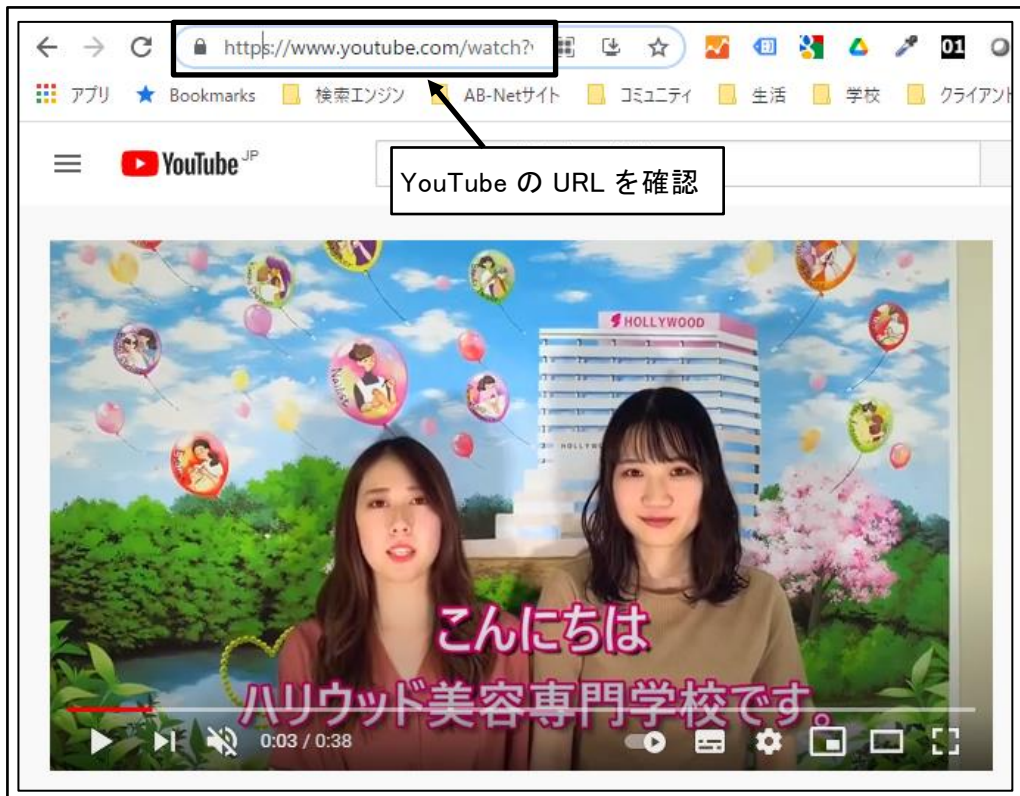 https://www.youtube.com/watch?v
01
アプリ
Bookmarks
検索エンジン
AB-Netサイト
コミュニティ
生活
学校
クライアント
YouTube JP
YouTube の URL を確認
HOLLYWOOD
Nailist
こんにちは
ハリウッド美容専門学校です。
0:03 / 0:38